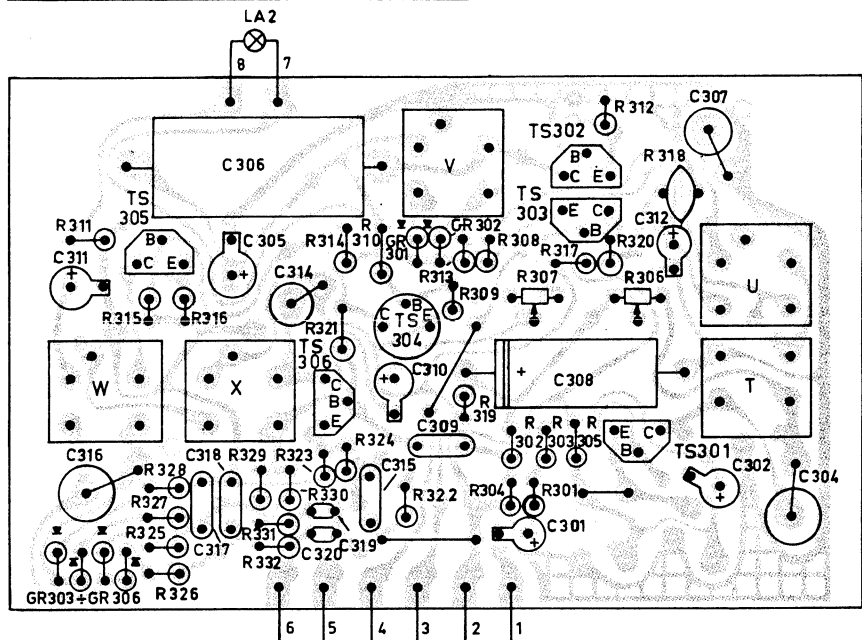 LA2
8 7
R312
C307
TS302
B
C E
C306
V
R318
TS
305
TS
303
E C
B
C312
R311
B
C E
C305
+
R314
R
310
GR
301
GR302
R308
R313
R317
R320
C311
+
C314
R307
R306
U
R309
R315
R316
R321
B
C E
TS
304
TS
306
W
X
C
B
E
C310
+
R
319
+
C308
T
C309
R
302
R
303
R
305
E C
B
TS301
C316
C318
R329
R323
R324
C315
C302
+
C304
R328
R327
R330
R322
R304
R301
R325
C317
R331
C320
C319
C301
+
R332
R326
GR303÷GR306
6 5 4 3 2 1